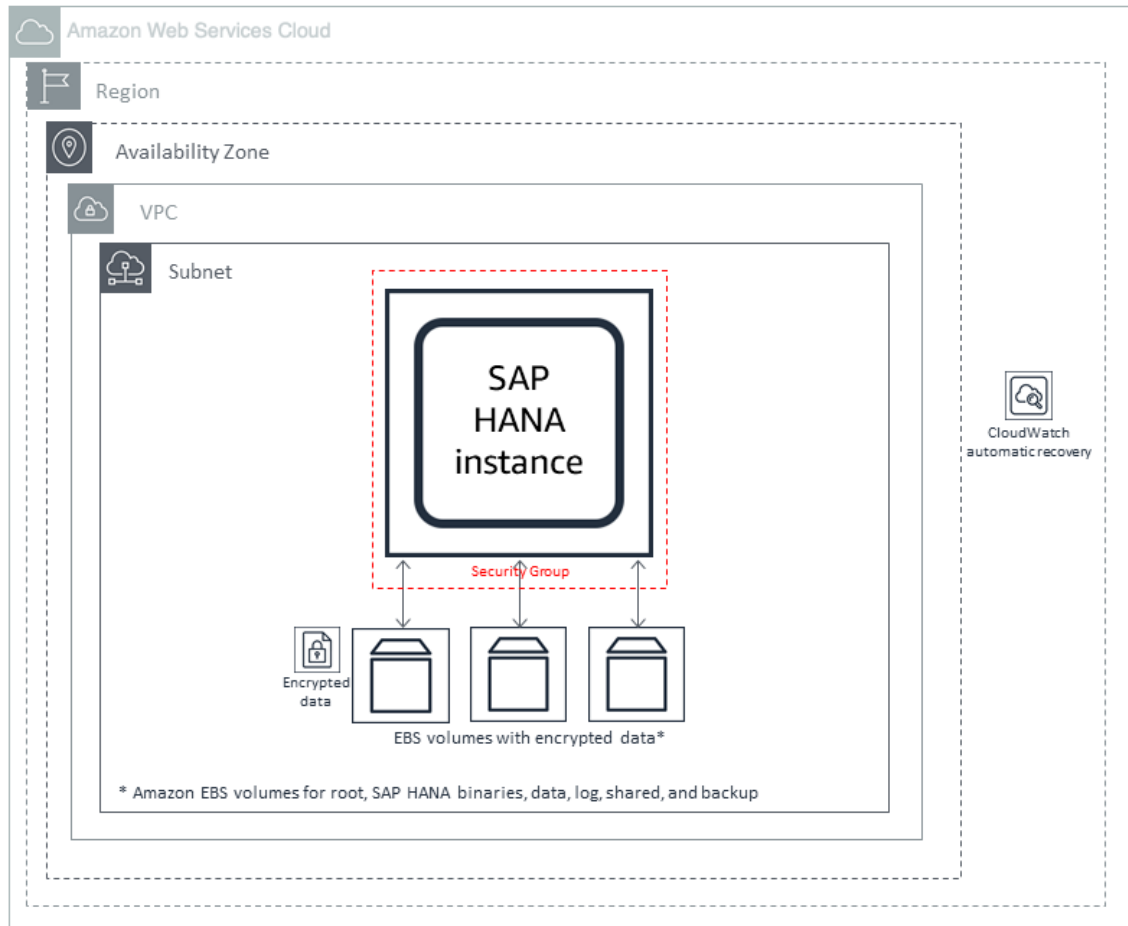 Amazon Web Services Cloud
Region
Availability Zone
VPC
Subnet
SAP
HANA
instance
CloudWatch
automatic recovery
Security Group
Encrypted
data
EBS volumes with encrypted data*
* Amazon EBS volumes for root, SAP HANA binaries, data, log, shared, and backup